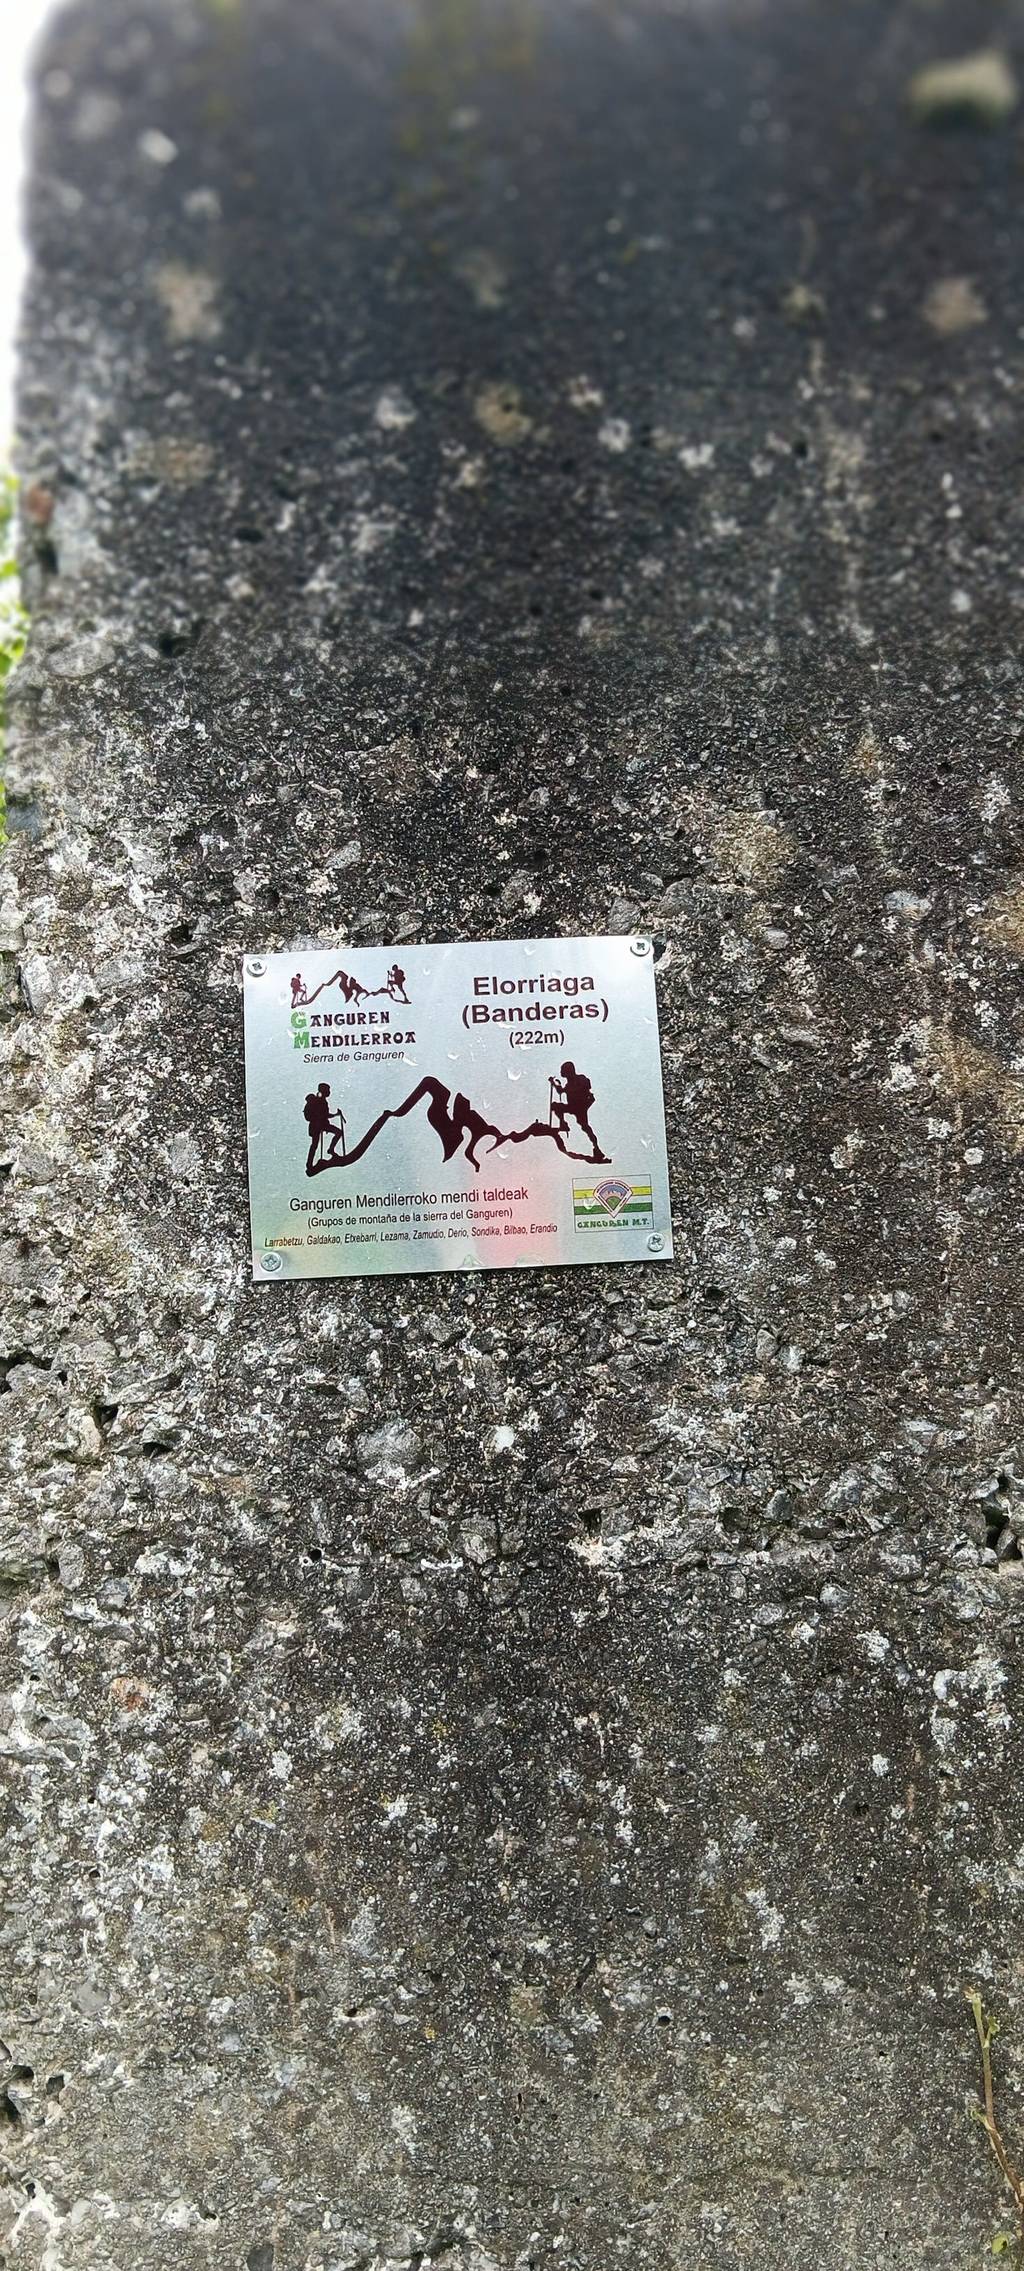 GANGUREN
MENDILERROA
Sierra de Ganguren
Elorriaga
(Banderas)
(222m)
Ganguren Mendilerroko mendi taldeak
(Grupos de montaña de la sierra del Ganguren)
Larrabetzu, Galdakao, Etxebarri, Lezama, Zamudio, Derio, Sondika, Bilbao, Erandio
GANGUREN M.T.